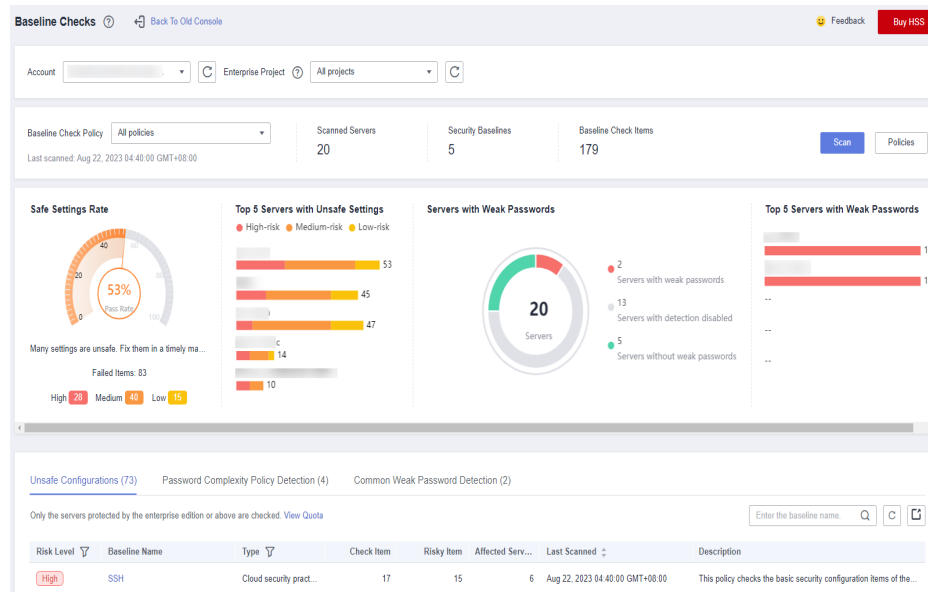 Baseline Checks
Back To Old Console
Feedback
Buy HSS
Account
Enterprise Project
All projects
Baseline Check Policy
All policies
Last scanned: Aug 22, 2023 04:40:00 GMT+08:00
Scanned Servers
20
Security Baselines
5
Baseline Check Items
179
Scan
Policies
Safe Settings Rate
0
20
40
60
80
100
53%
Pass Rate
Many settings are unsafe. Fix them in a timely ma...
Failed Items: 83
High 28 Medium 40 Low 15
Top 5 Servers with Unsafe Settings
High-risk Medium-risk Low-risk
53
45
47
c
14
10
Servers with Weak Passwords
20
Servers
2
Servers with weak passwords
13
Servers with detection disabled
5
Servers without weak passwords
Top 5 Servers with Weak Passwords
1
1
--
--
--
Unsafe Configurations (73)
Password Complexity Policy Detection (4)
Common Weak Password Detection (2)
Only the servers protected by the enterprise edition or above are checked. View Quota
Enter the baseline name.
Risk Level Baseline Name Type Check Item Risky Item Affected Serv... Last Scanned Description
High SSH Cloud security pract... 17 15 6 Aug 22, 2023 04:40:00 GMT+08:00 This policy checks the basic security configuration items of the...